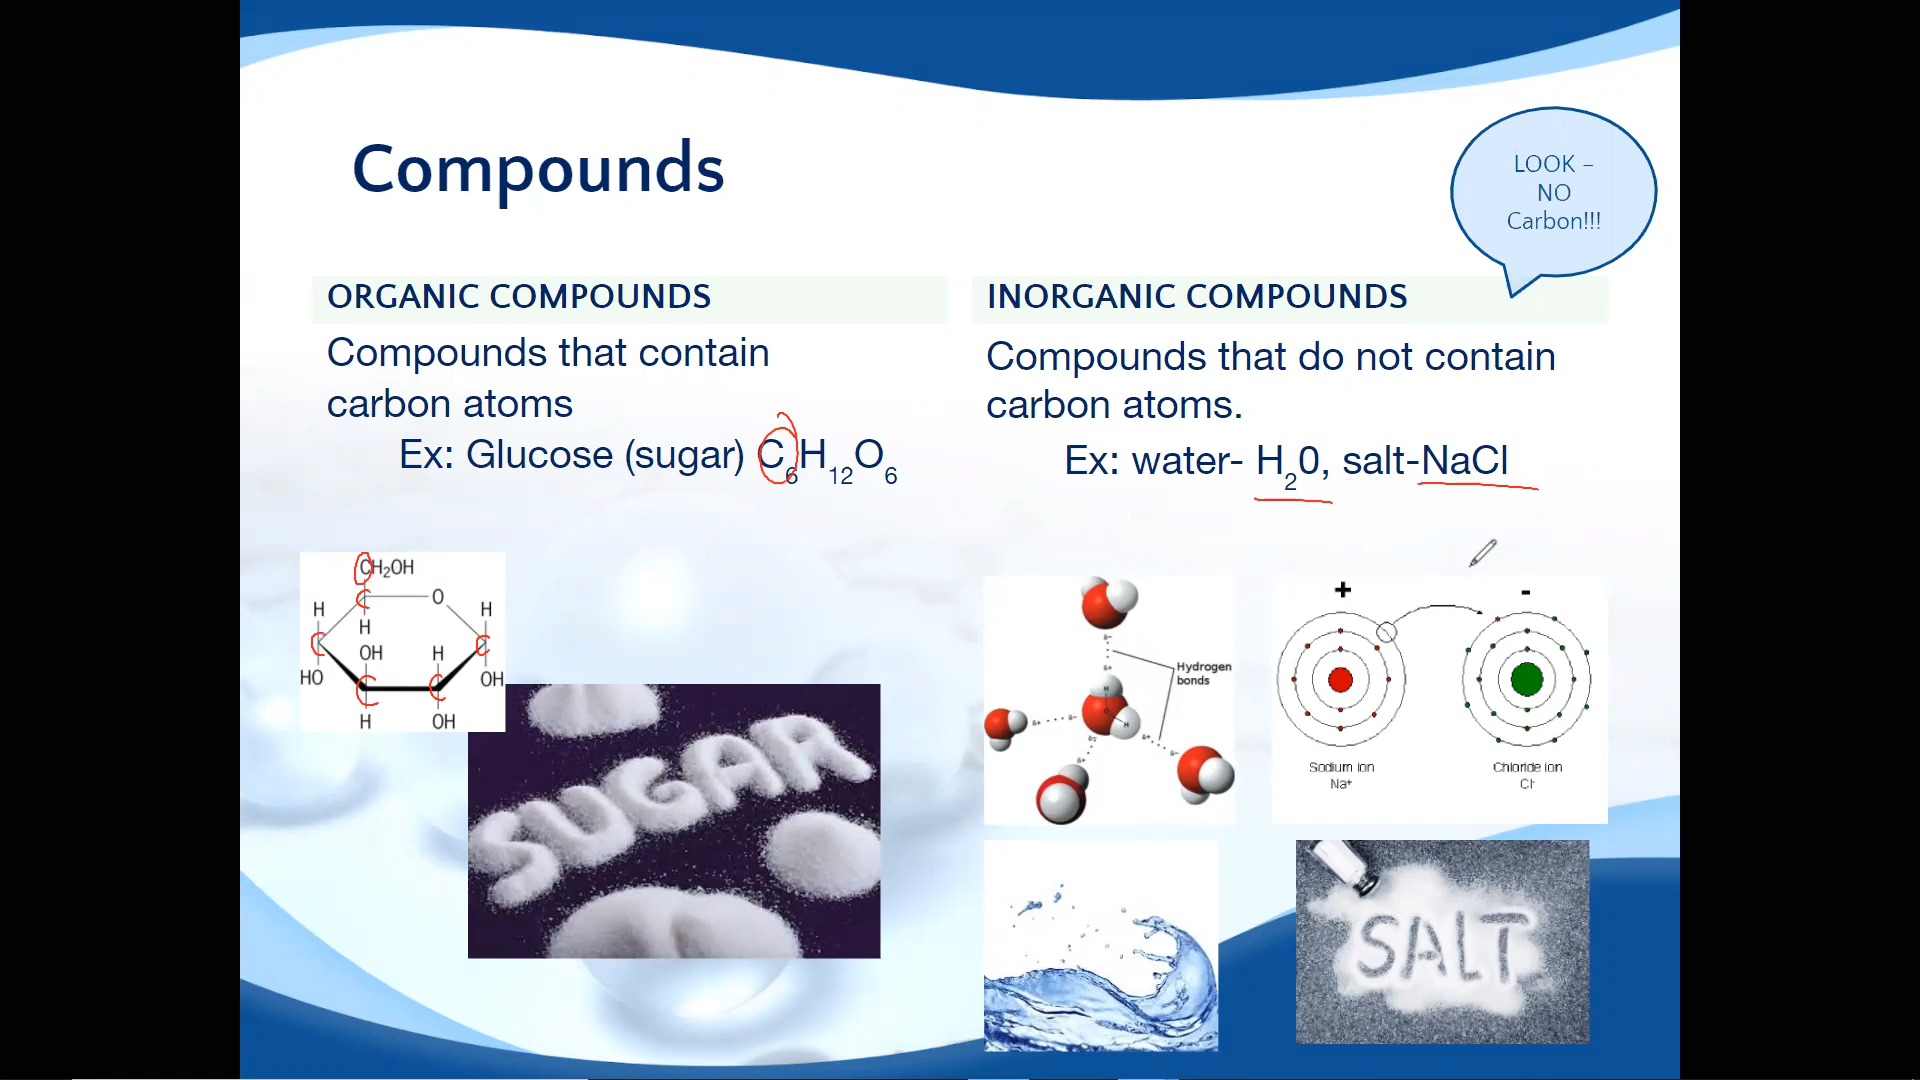 Compounds
LOOK –
NO
Carbon!!!
ORGANIC COMPOUNDS
Compounds that contain
carbon atoms
Ex: Glucose (sugar) C₆H₁₂O₆
INORGANIC COMPOUNDS
Compounds that do not contain
carbon atoms.
Ex: water- H₂0, salt-NaCl
CH₂OH
O
H
H
H
OH
H
HO
OH
H
OH
SUGAR
Hydrogen
bonds
δ−
δ+
H
O
H
δ+
δ−
δ−
δ+
δ+
δ−
+
-
Sodium ion
Na⁺
Chloride ion
Cl⁻
SALT